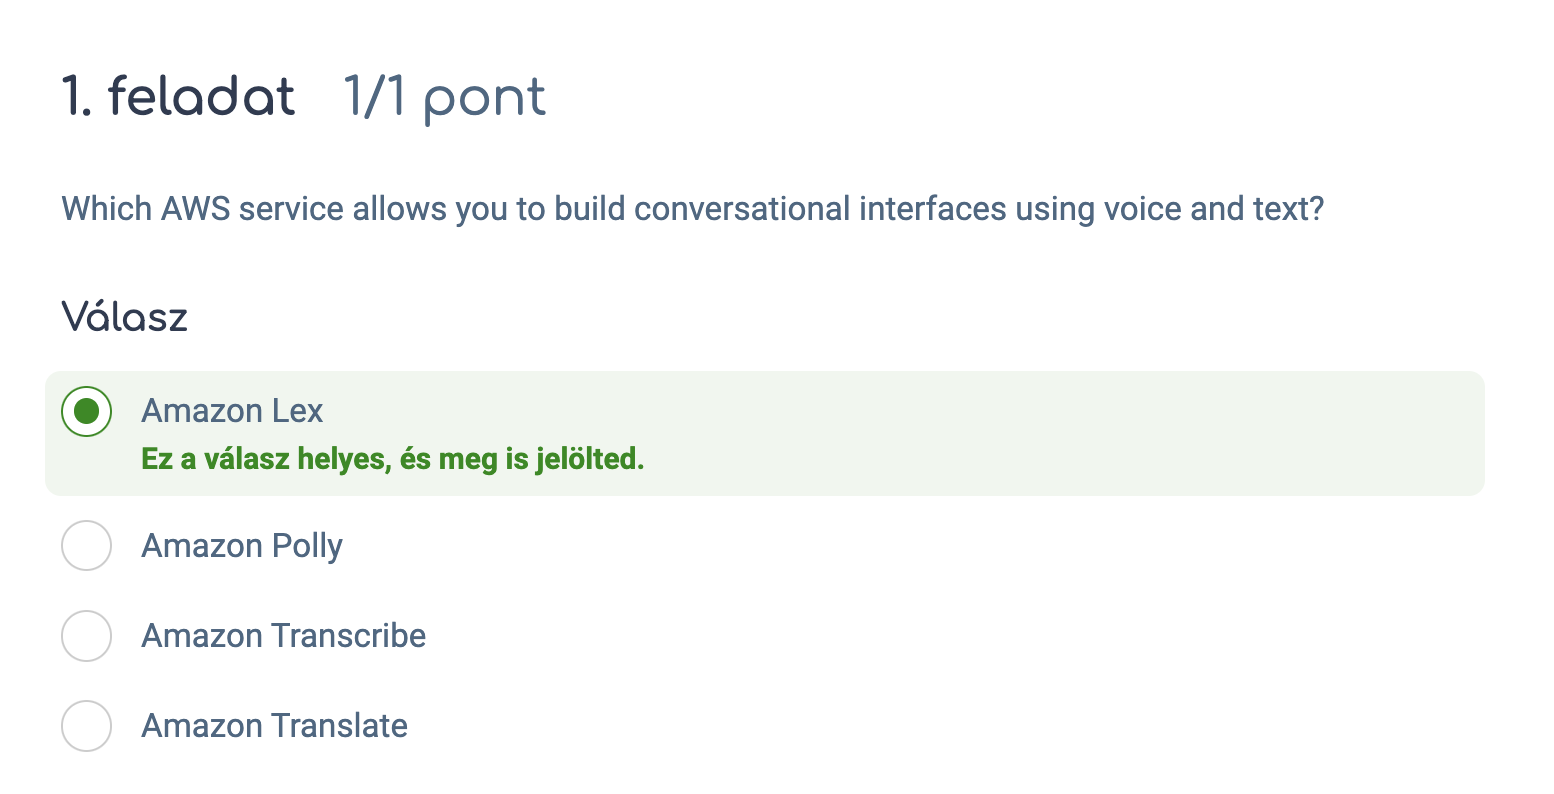 1. feladat 1/1 pont
Which AWS service allows you to build conversational interfaces using voice and text?
Válasz
Amazon Lex
Ez a válasz helyes, és meg is jelölted.
Amazon Polly
Amazon Transcribe
Amazon Translate